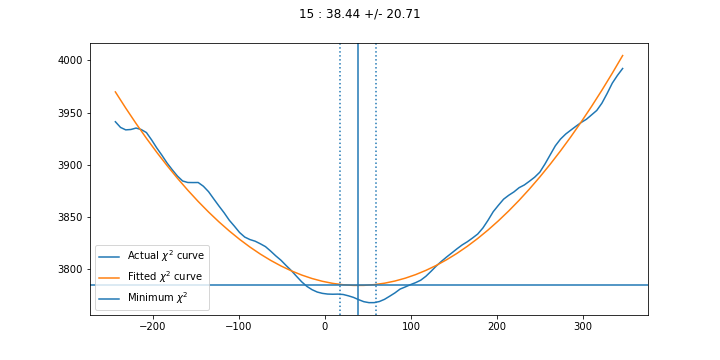 15 : 38.44 +/- 20.71
4000
3950
3900
3850
3800
Actual χ² curve
Fitted χ² curve
Minimum χ²
−200
−100
0
100
200
300